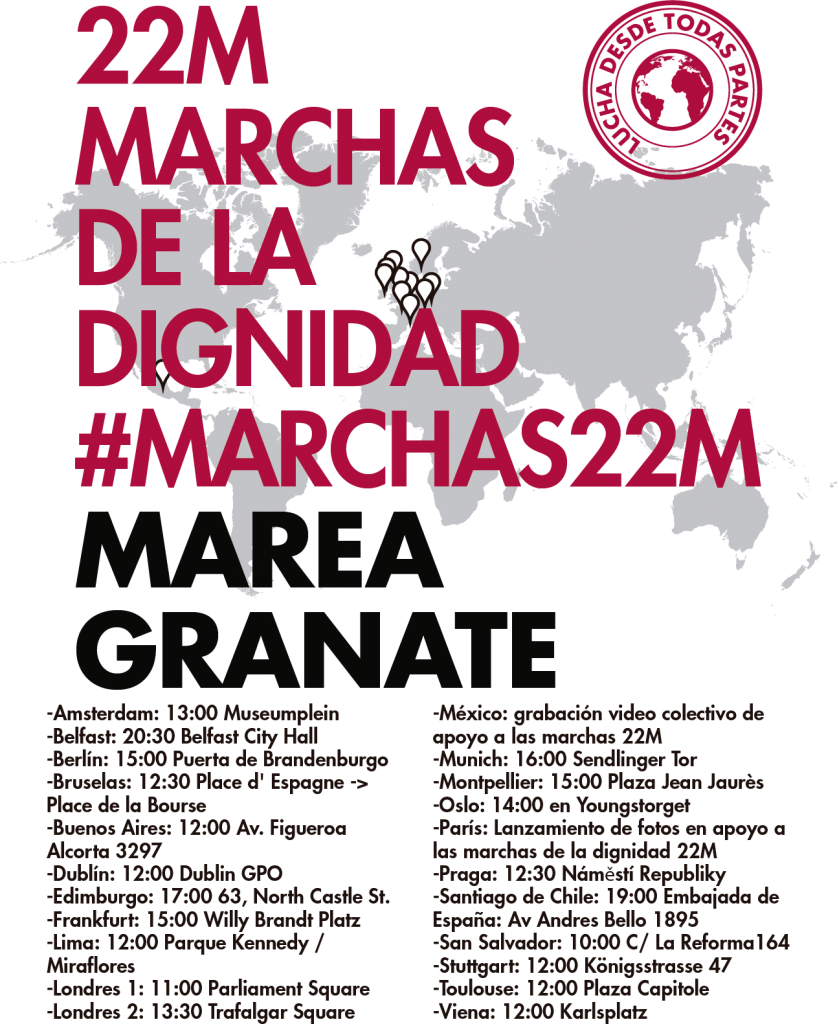 22M
LUCHA DESDE TODAS PARTES
MARCHAS
DE LA
DIGNIDAD
#MARCHAS22M
MAREA
GRANATE
-Amsterdam: 13:00 Museumplein
-Belfast: 20:30 Belfast City Hall
-Berlín: 15:00 Puerta de Brandenburgo
-Bruselas: 12:30 Place d' Espagne ->
Place de la Bourse
-Buenos Aires: 12:00 Av. Figueroa
Alcorta 3297
-Dublín: 12:00 Dublin GPO
-Edimburgo: 17:00 63, North Castle St.
-Frankfurt: 15:00 Willy Brandt Platz
-Lima: 12:00 Parque Kennedy /
Miraflores
-Londres 1: 11:00 Parliament Square
-Londres 2: 13:30 Trafalgar Square
-México: grabación video colectivo de
apoyo a las marchas 22M
-Munich: 16:00 Sendlinger Tor
-Montpellier: 15:00 Plaza Jean Jaurès
-Oslo: 14:00 en Youngstorget
-París: Lanzamiento de fotos en apoyo a
las marchas de la dignidad 22M
-Praga: 12:30 Náměstí Republiky
-Santiago de Chile: 19:00 Embajada de
España: Av Andres Bello 1895
-San Salvador: 10:00 C/ La Reforma164
-Stuttgart: 12:00 Königsstrasse 47
-Toulouse: 12:00 Plaza Capitole
-Viena: 12:00 Karlsplatz